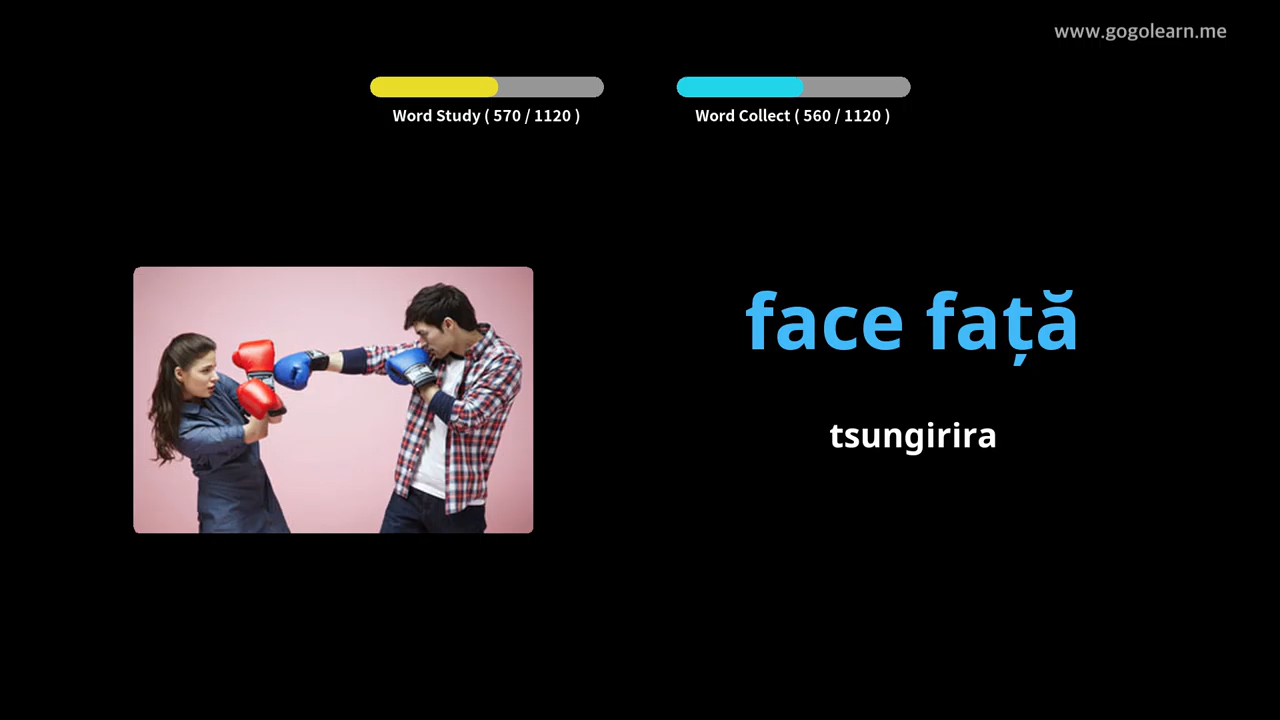 www.gogolearn.me
Word Study ( 570 / 1120 )
Word Collect ( 560 / 1120 )
face față
tsungirira